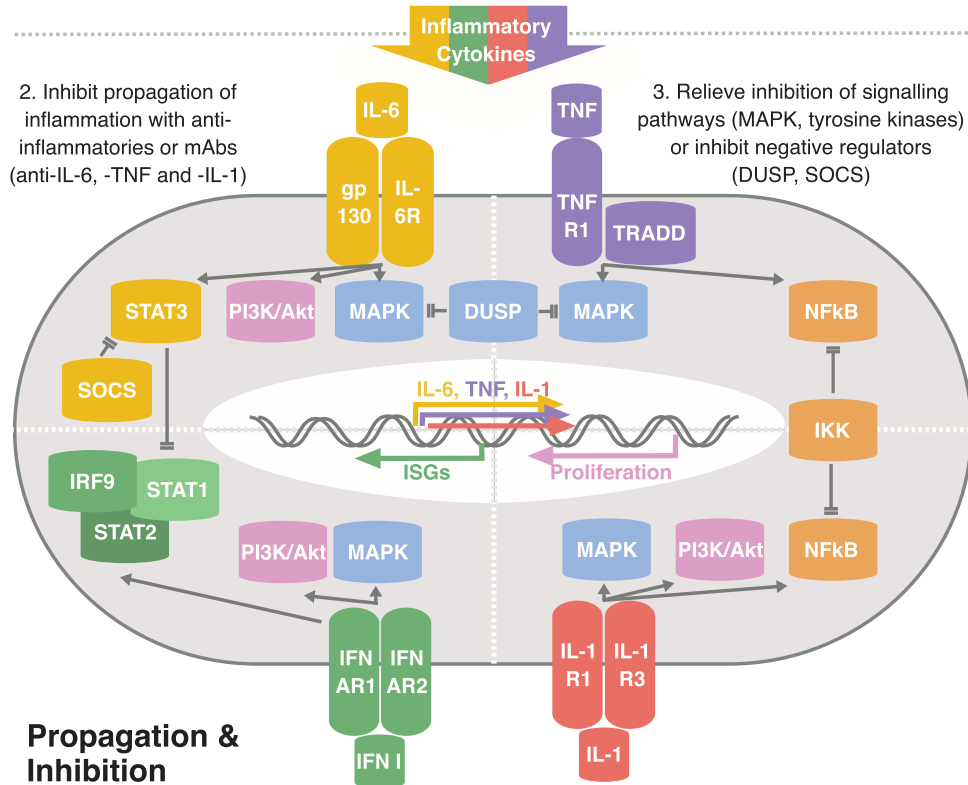 Inflammatory
Cytokines
2. Inhibit propagation of
inflammation with anti-
inflammatories or mAbs
(anti-IL-6, -TNF and -IL-1)
3. Relieve inhibition of signalling
pathways (MAPK, tyrosine kinases)
or inhibit negative regulators
(DUSP, SOCS)
IL-6
TNF
gp
130
IL-
6R
TNF
R1
TRADD
STAT3
PI3K/Akt
MAPK
DUSP
MAPK
NFkB
SOCS
IL-6, TNF, IL-1
IKK
ISGs
Proliferation
IRF9
STAT1
STAT2
PI3K/Akt
MAPK
MAPK
PI3K/Akt
NFkB
IFN
AR1
IFN
AR2
IL-1
R1
IL-1
R3
IFN I
IL-1
Propagation &
Inhibition